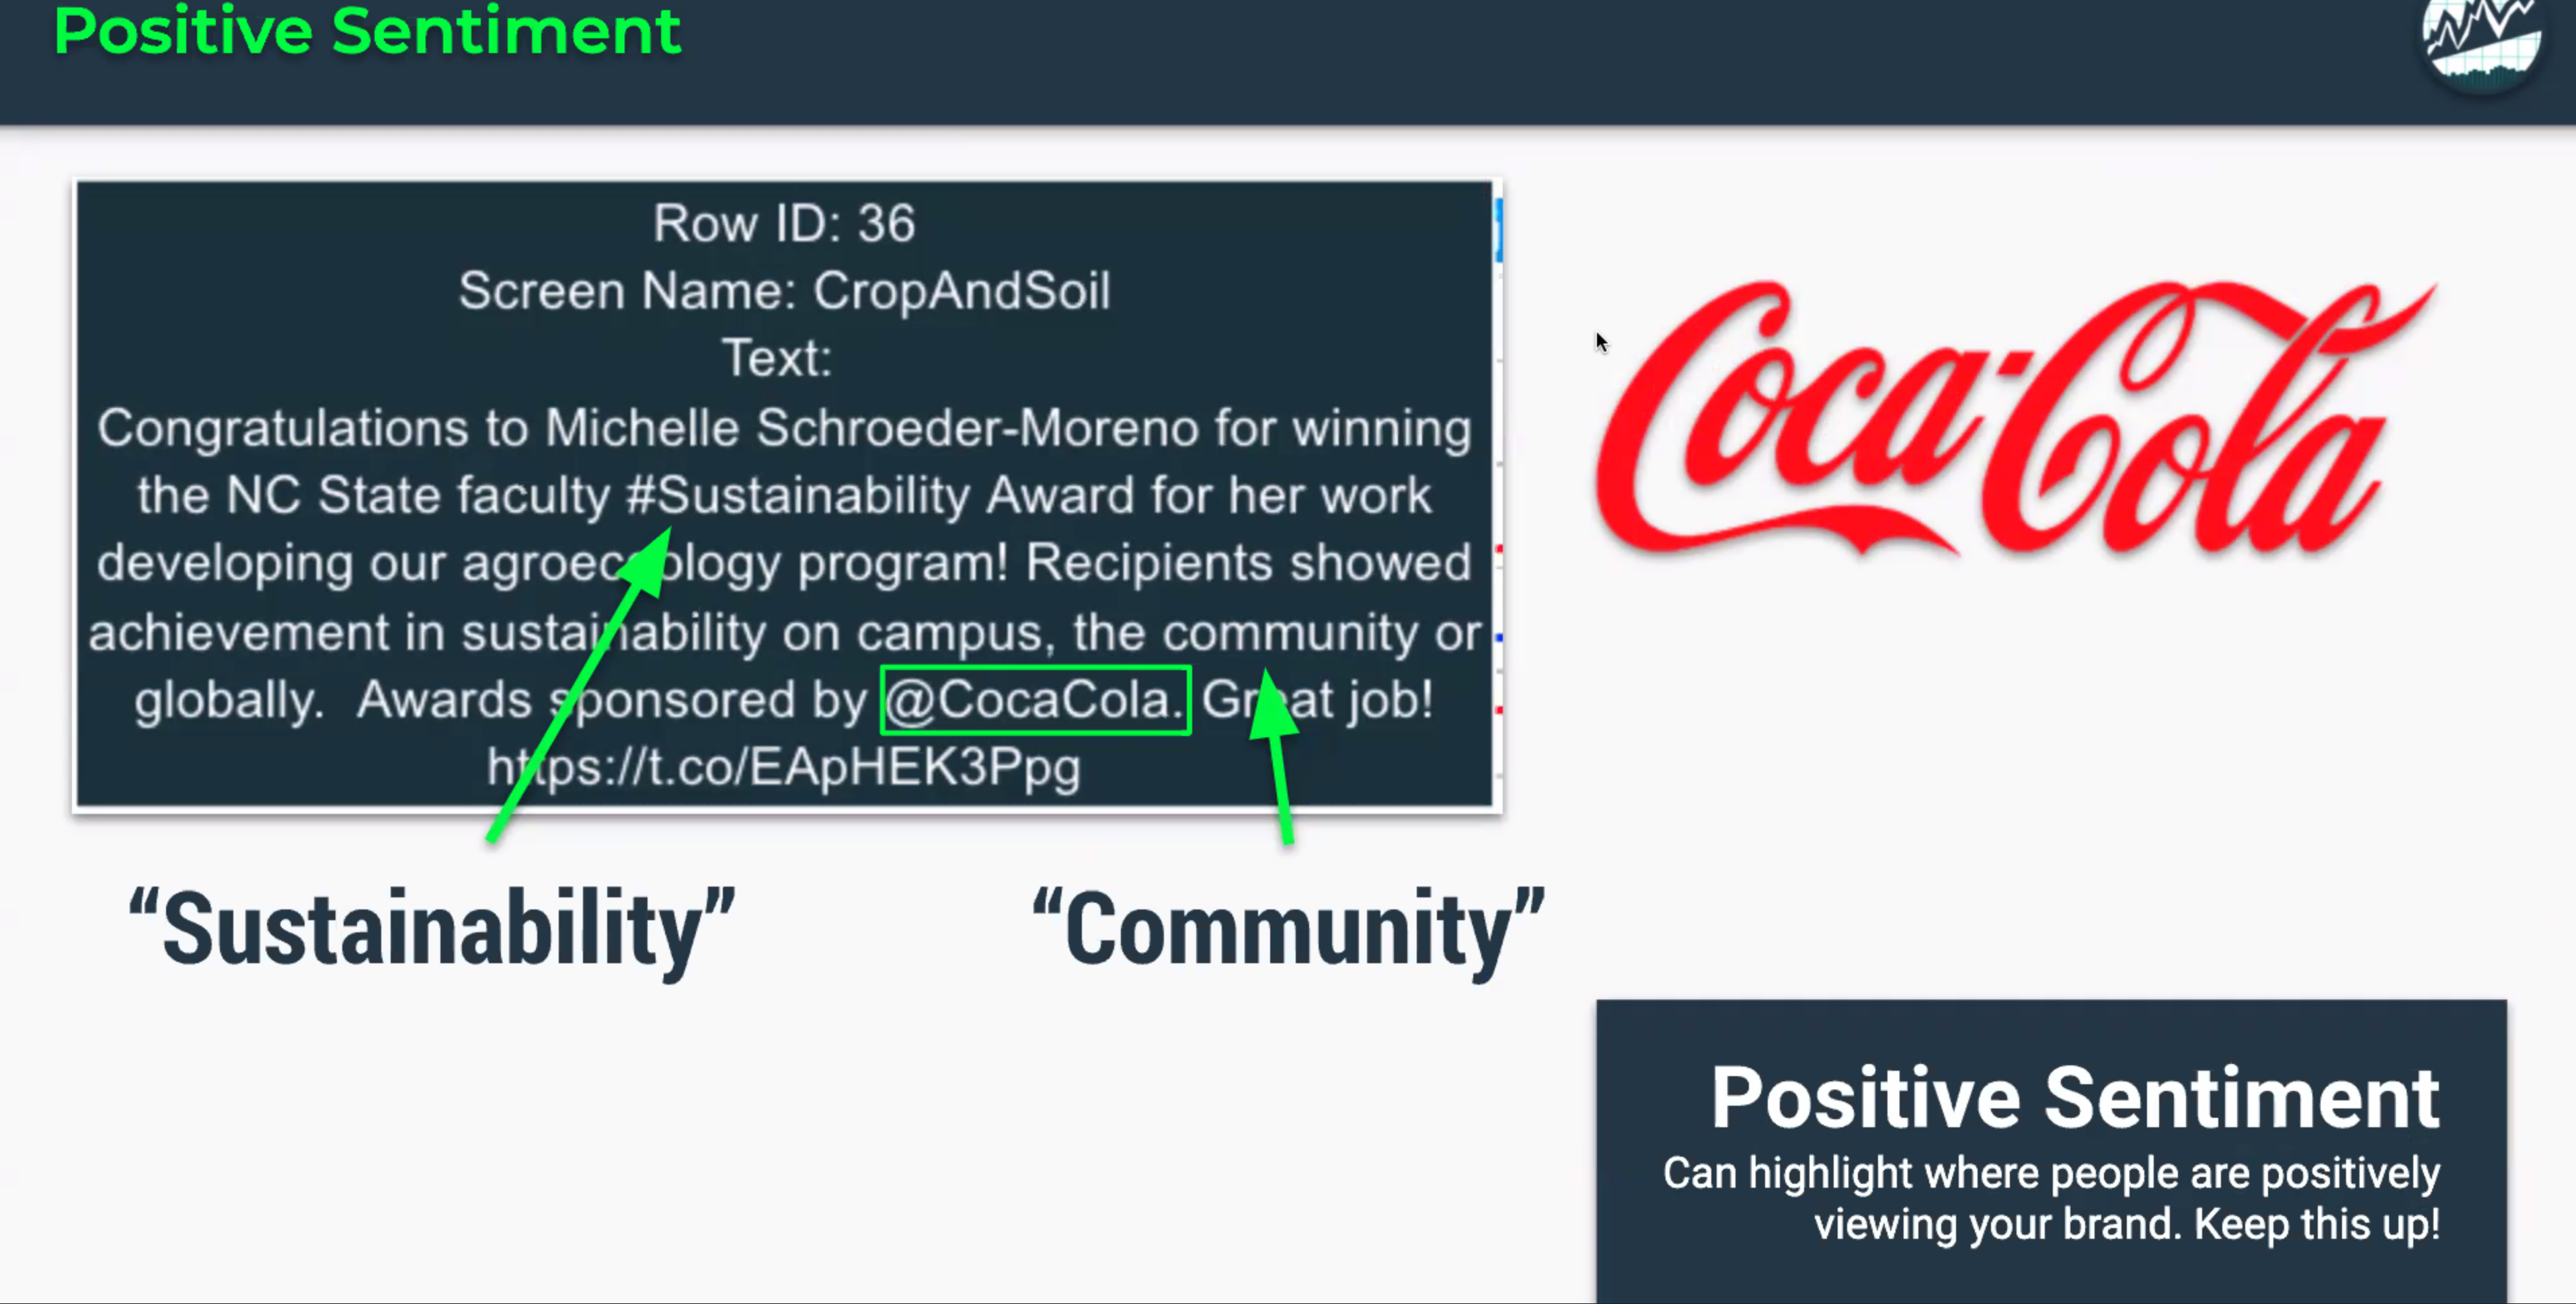 Positive Sentiment
Row ID: 36
Screen Name: CropAndSoil
Text:
Congratulations to Michelle Schroeder-Moreno for winning
the NC State faculty #Sustainability Award for her work
developing our agroecology program! Recipients showed
achievement in sustainability on campus, the community or
globally.  Awards sponsored by @CocaCola. Great job!
https://t.co/EApHEK3Ppg
Coca-Cola
“Sustainability”
“Community”
Positive Sentiment
Can highlight where people are positively
viewing your brand. Keep this up!